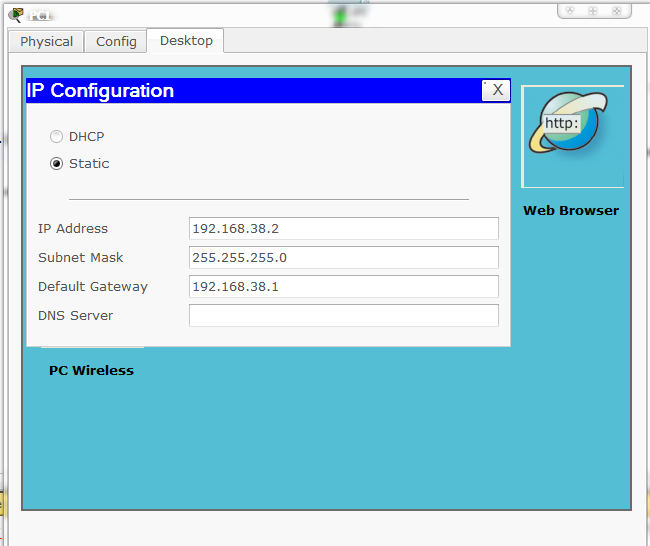 PC1
Physical Config Desktop
IP Configuration X
http:
DHCP
Static
Web Browser
IP Address 192.168.38.2
Subnet Mask 255.255.255.0
Default Gateway 192.168.38.1
DNS Server
PC Wireless